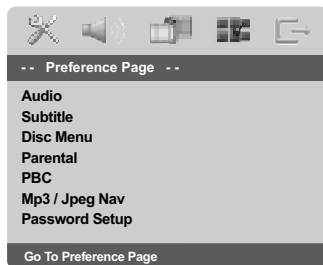 - - Preference Page - -
Audio
Subtitle
Disc Menu
Parental
PBC
Mp3 / Jpeg Nav
Password Setup
Go To Preference Page